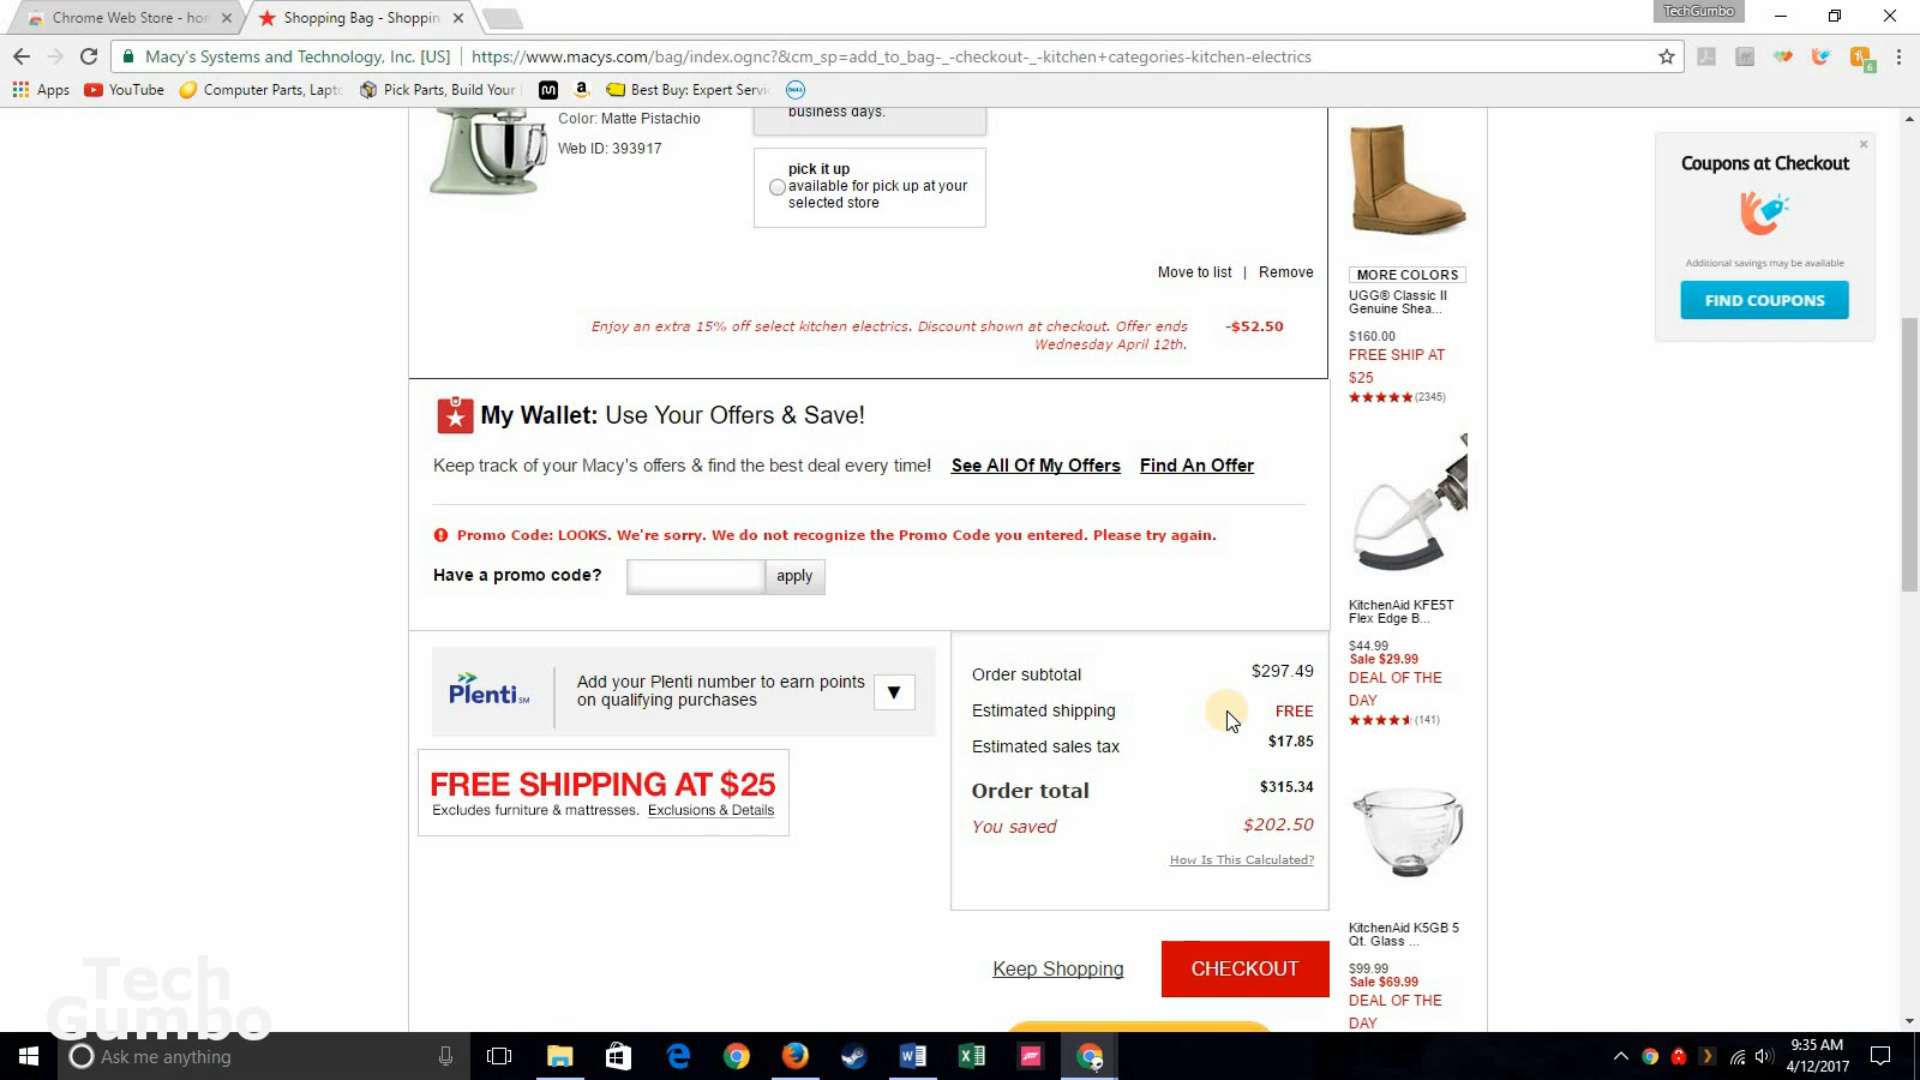 Chrome Web Store - hor
Shopping Bag - Shoppin
TechGumbo
Macy's Systems and Technology, Inc. [US]
https://www.macys.com/bag/index.ognc?&cm_sp=add_to_bag-_-checkout-_-kitchen+categories-kitchen-electrics
6
Apps
YouTube
Computer Parts, Lapto
Pick Parts, Build Your
Best Buy: Expert Servi
Color: Matte Pistachio
Web ID: 393917
business days.
pick it up
available for pick up at your
selected store
Move to list | Remove
Enjoy an extra 15% off select kitchen electrics. Discount shown at checkout. Offer ends
Wednesday April 12th.
-$52.50
My Wallet: Use Your Offers & Save!
Keep track of your Macy's offers & find the best deal every time! See All Of My Offers Find An Offer
Promo Code: LOOKS. We're sorry. We do not recognize the Promo Code you entered. Please try again.
Have a promo code?
apply
Plenti SM
Add your Plenti number to earn points
on qualifying purchases
FREE SHIPPING AT $25
Excludes furniture & mattresses. Exclusions & Details
Order subtotal $297.49
Estimated shipping FREE
Estimated sales tax $17.85
Order total $315.34
You saved $202.50
How Is This Calculated?
Keep Shopping
CHECKOUT
MORE COLORS
UGG® Classic II
Genuine Shea...
$160.00
FREE SHIP AT
$25
(2345)
KitchenAid KFE5T
Flex Edge B...
$44.99
Sale $29.99
DEAL OF THE
DAY
(141)
KitchenAid K5GB 5
Qt. Glass ...
$99.99
Sale $69.99
DEAL OF THE
DAY
Coupons at Checkout
Additional savings may be available
FIND COUPONS
Tech
Gumbo
Ask me anything
9:35 AM
4/12/2017